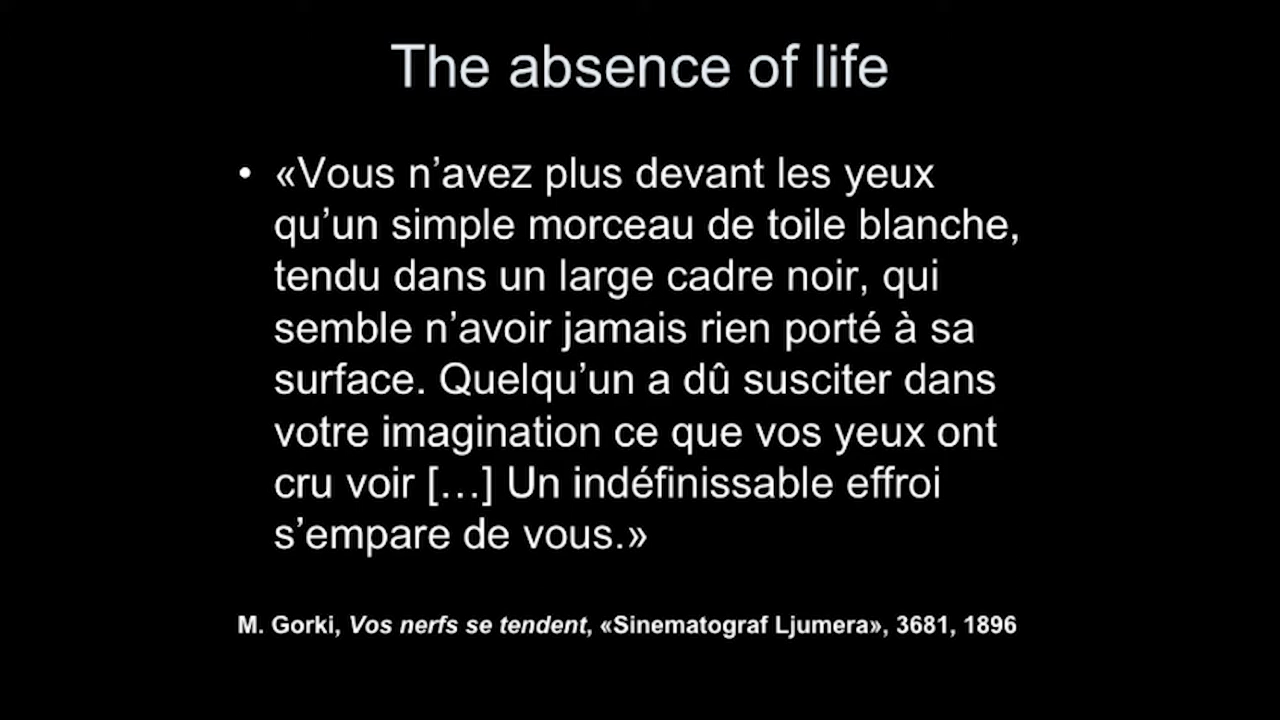 The absence of life
• «Vous n’avez plus devant les yeux
qu’un simple morceau de toile blanche,
tendu dans un large cadre noir, qui
semble n’avoir jamais rien porté à sa
surface. Quelqu’un a dû susciter dans
votre imagination ce que vos yeux ont
cru voir […] Un indéfinissable effroi
s’empare de vous.»
M. Gorki, Vos nerfs se tendent, «Sinematograf Ljumera», 3681, 1896